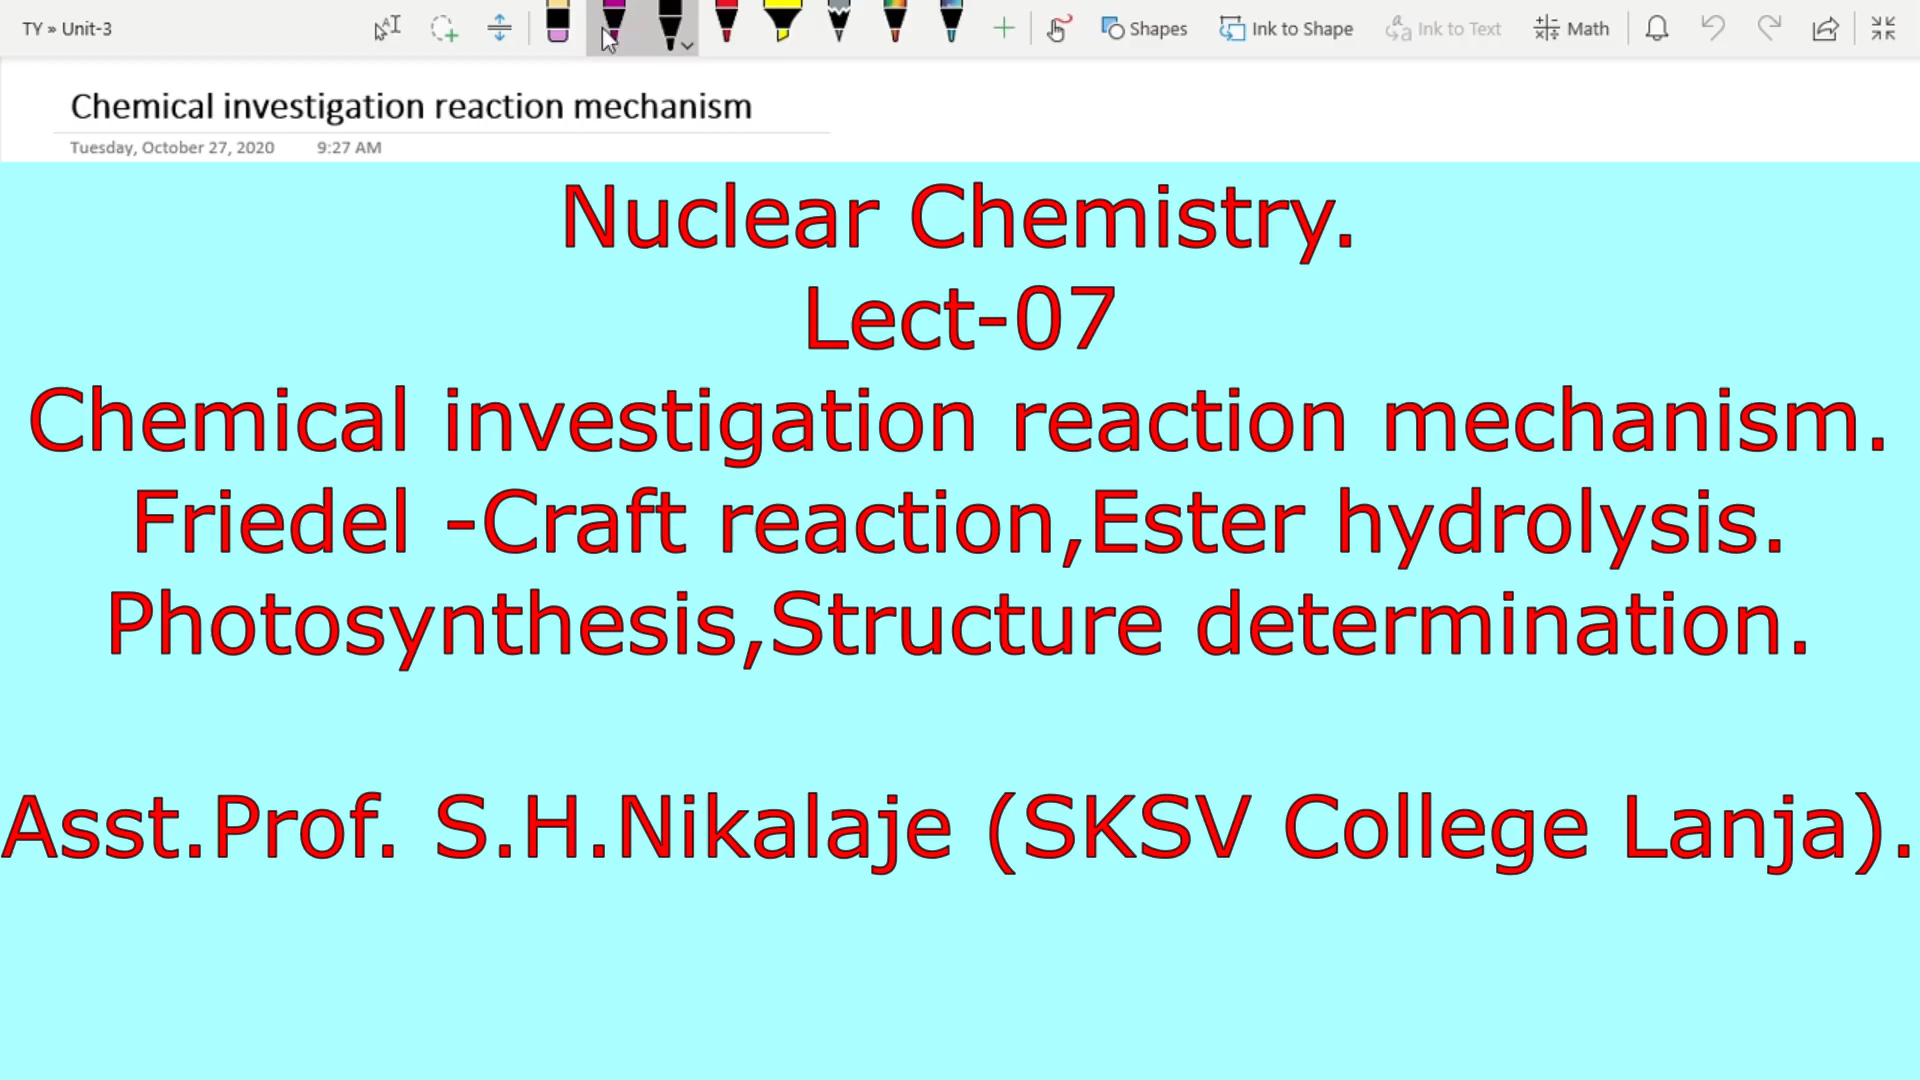 TY » Unit-3
Shapes
Ink to Shape
Ink to Text
Math
Chemical investigation reaction mechanism
Tuesday, October 27, 2020 9:27 AM
Nuclear Chemistry.
Lect-07
Chemical investigation reaction mechanism.
Friedel -Craft reaction,Ester hydrolysis.
Photosynthesis,Structure determination.
Asst.Prof. S.H.Nikalaje (SKSV College Lanja).